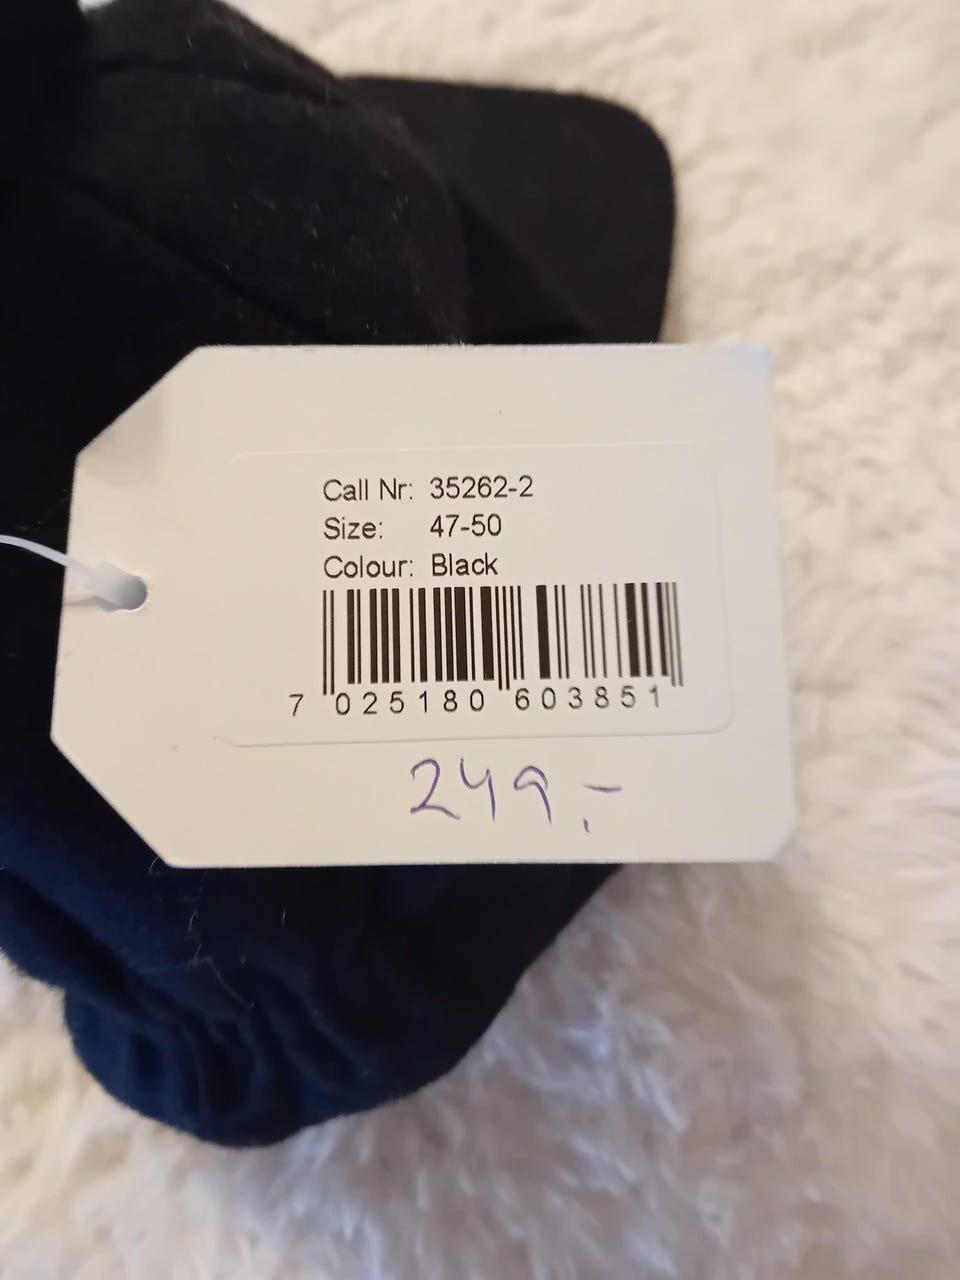 Call Nr: 35262-2
Size: 47-50
Colour: Black
7 025180 603851
249,-